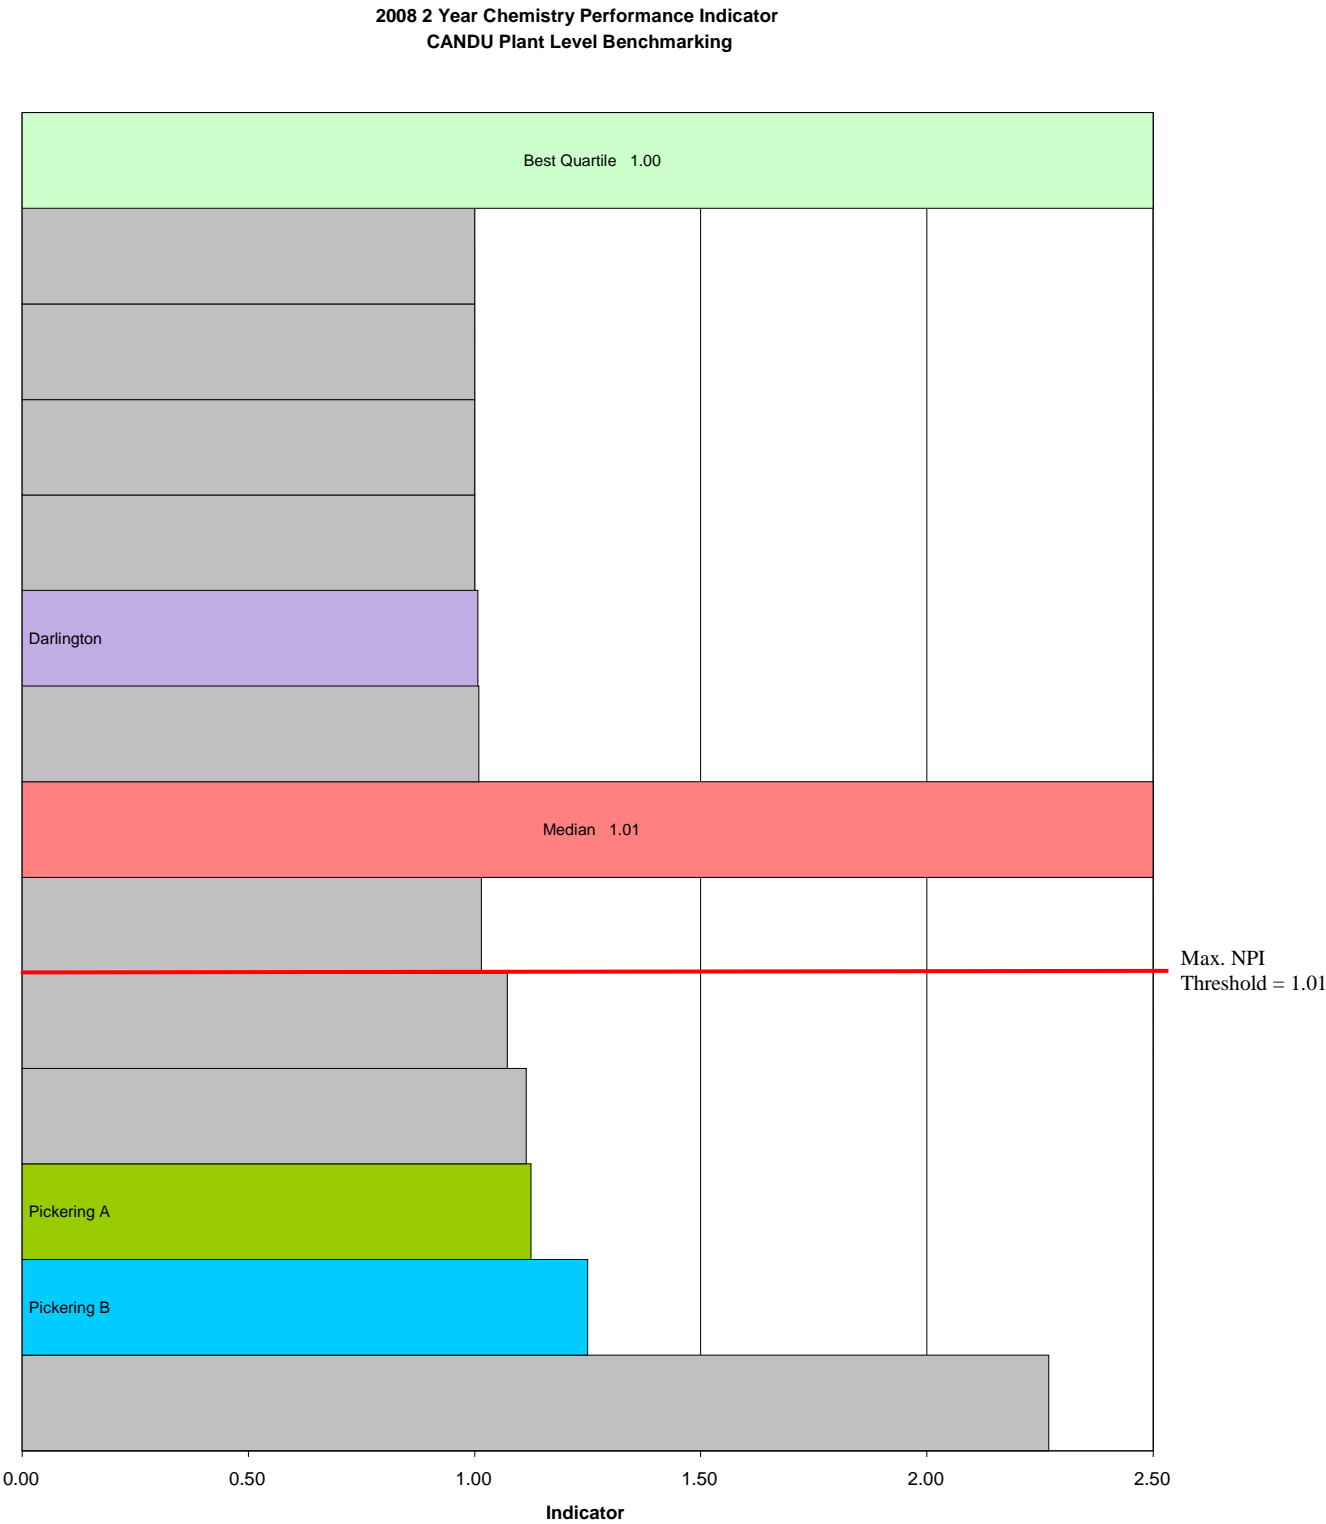 2008 2 Year Chemistry Performance Indicator
CANDU Plant Level Benchmarking
Best Quartile 1.00
Darlington
Median 1.01
Max. NPI
Threshold = 1.01
Pickering A
Pickering B
0.00 0.50 1.00 1.50 2.00 2.50
Indicator